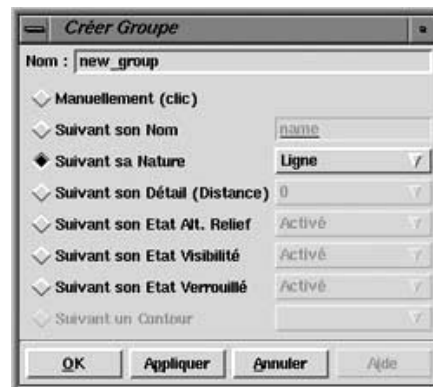 Créer Groupe
Nom : new_group
Manuellement (clic)
Suivant son Nom name
Suivant sa Nature Ligne
Suivant son Détail (Distance) 0
Suivant son Etat Alt. Relief Activé
Suivant son Etat Visibilité Activé
Suivant son Etat Verrouillé Activé
Suivant un Contour
OK Appliquer Annuler Aide